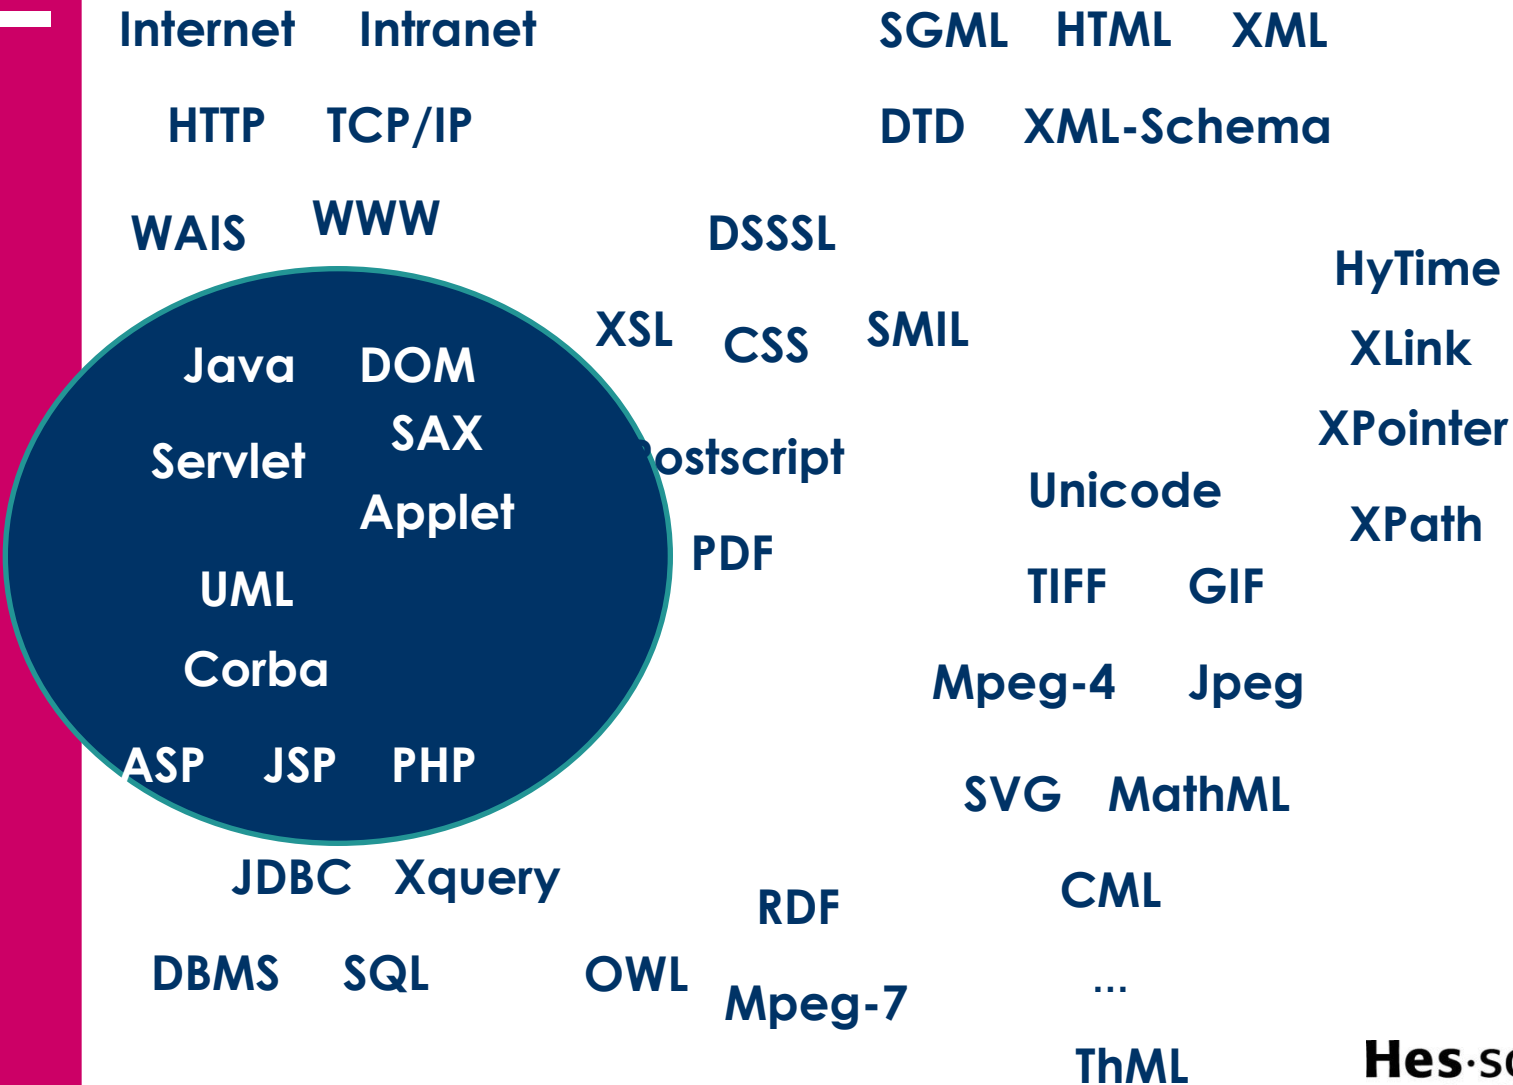 Internet Intranet SGML HTML XML
HTTP TCP/IP DTD XML-Schema
WAIS WWW DSSSL
HyTime
XSL CSS SMIL XLink
Java DOM
SAX XPointer
Servlet ostscript
Unicode
Applet XPath
PDF
UML TIFF GIF
Corba Mpeg-4 Jpeg
ASP JSP PHP SVG MathML
JDBC Xquery CML
RDF
DBMS SQL OWL ...
Mpeg-7
ThML Hes·so